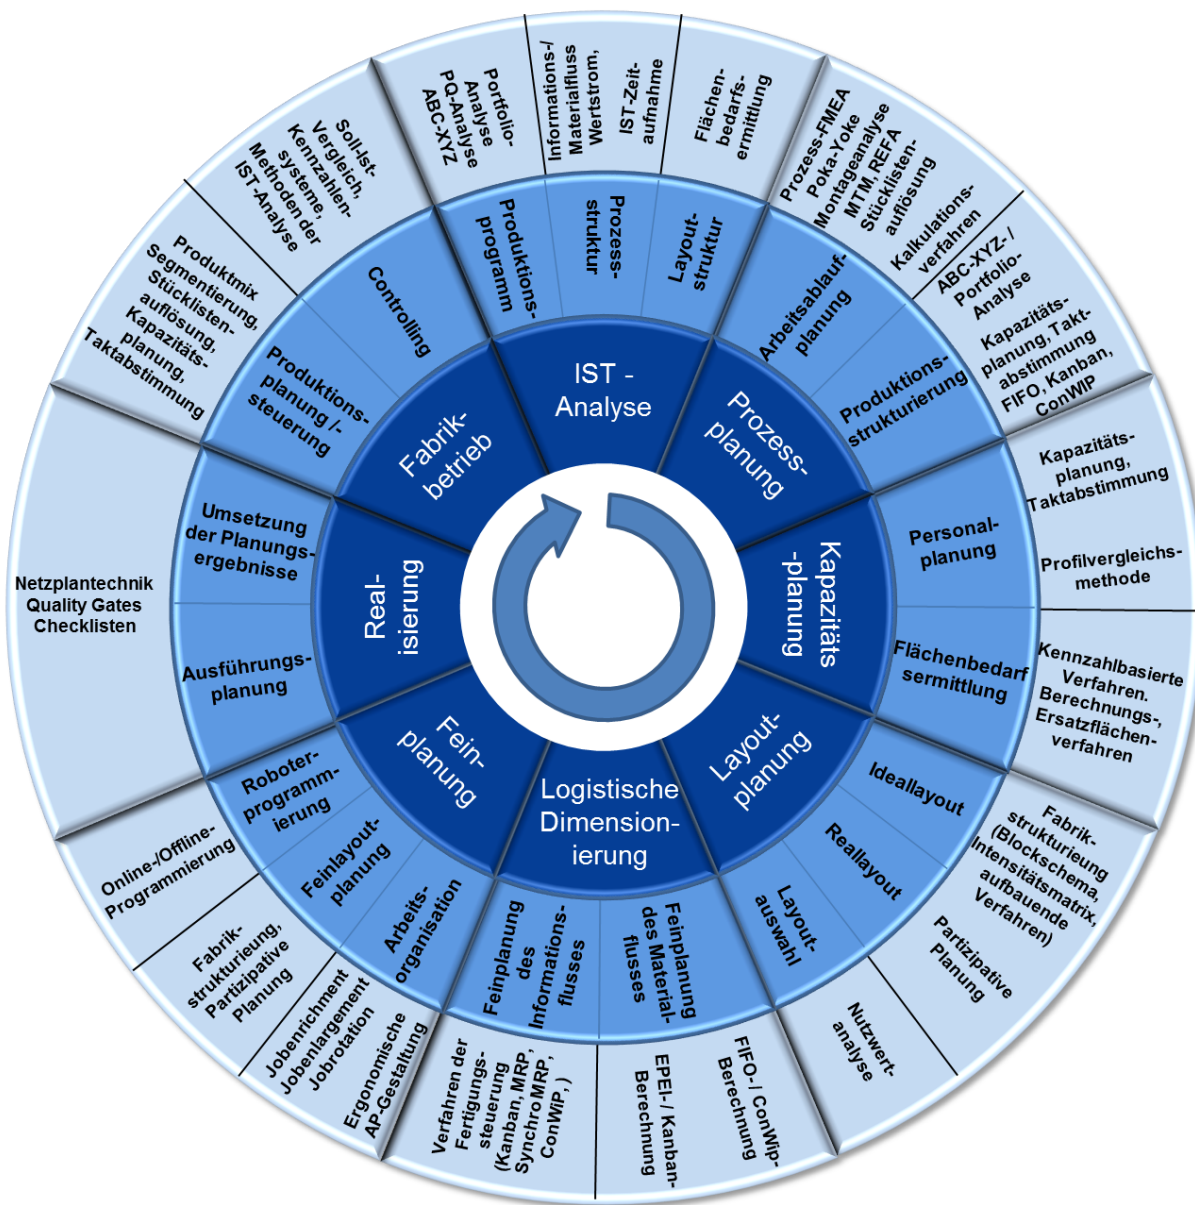 IST -
Analyse
Prozess-
planung
Kapazitäts
-planung
Layout-
planung
Logistische
Dimension-
ierung
Fein-
planung
Real-
isierung
Fabrik-
betrieb
Produktions-
programm
Prozess-
struktur
Layout-
struktur
Arbeitsablauf-
planung
Produktions-
strukturierung
Personal-
planung
Flächenbedarf
sermittlung
Ideallayout
Reallayout
Layout-
auswahl
Feinplanung
des Material-
flusses
Feinplanung
des
Informations-
flusses
Arbeits-
organisation
Feinlayout-
planung
Roboter-
programm-
ierung
Ausführungs-
planung
Umsetzung
der Planungs-
ergebnisse
Produktions-
planung /-
steuerung
Controlling
Portfolio-
Analyse
PQ-Analyse
ABC-XYZ
Informations-/
Materialfluss
Wertstrom,
IST-Zeit-
aufnahme
Flächen-
bedarfs-
ermittlung
Prozess-FMEA
Poka-Yoke
Montageanalyse
MTM, REFA
Stücklisten-
auflösung
Kalkulations-
verfahren
ABC-XYZ- /
Portfolio-
Analyse
Kapazitäts-
planung, Takt-
abstimmung
FIFO, Kanban,
ConWIP
Kapazitäts-
planung,
Taktabstimmung
Profilvergleichs-
methode
Kennzahlbasierte
Verfahren.
Berechnungs-,
Ersatzflächen-
verfahren
Fabrik-
strukturieung
(Blockschema,
Intensitätsmatrix,
aufbauende
Verfahren)
Partizipative
Planung
Nutzwert-
analyse
FIFO- / ConWip-
Berechnung
EPEI- / Kanban-
Berechnung
Verfahren der
Fertigungs-
steuerung
(Kanban, MRP,
Synchro MRP,
ConWiP, )
Ergonomische
AP-Gestaltung
Jobenrichment
Jobenlargement
Jobrotation
Fabrik-
strukturieung,
Partizipative
Planung
Online-/Offline-
Programmierung
Netzplantechnik
Quality Gates
Checklisten
Produktmix
Segmentierung,
Stücklisten-
auflösung,
Kapazitäts-
planung,
Taktabstimmung
Soll-Ist-
Vergleich,
Kennzahlen-
systeme,
Methoden der
IST-Analyse